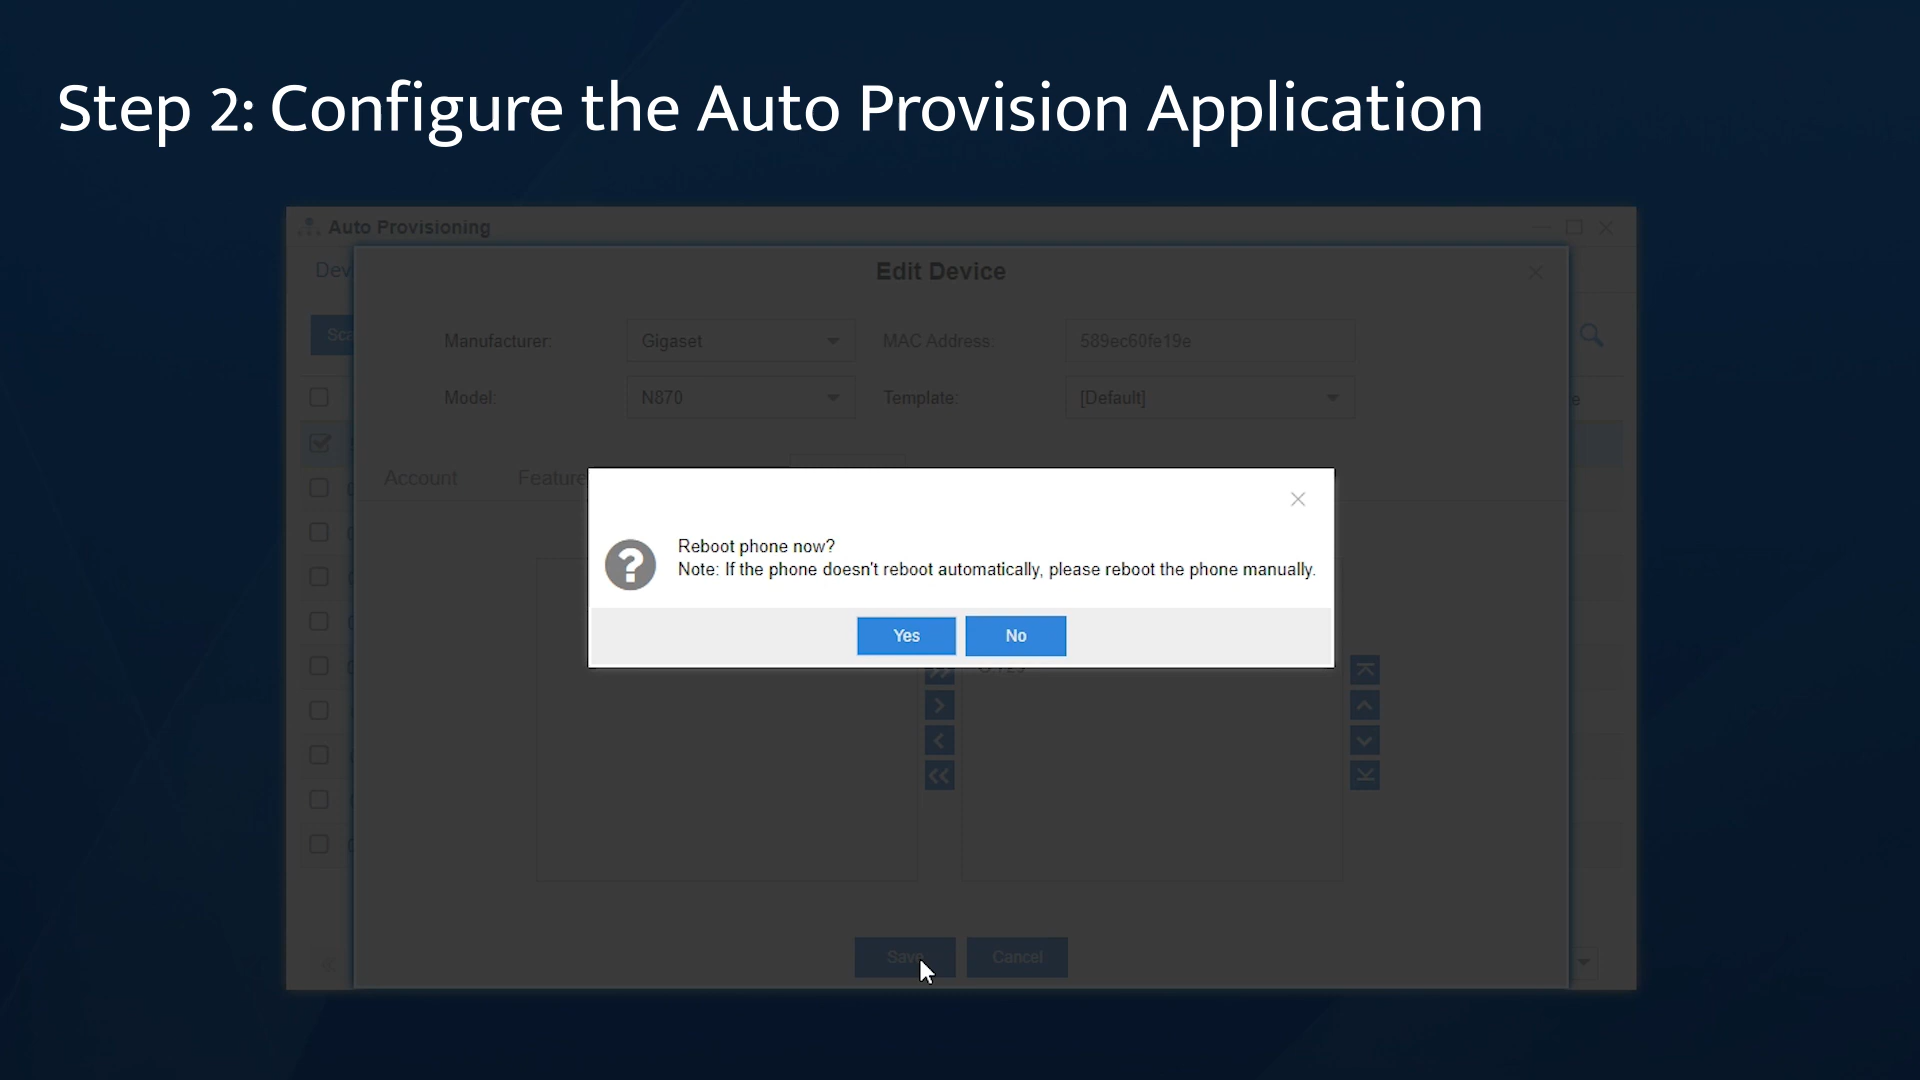 Step 2: Configure the Auto Provision Application
Auto Provisioning
Edit Device
Manufacturer:
Gigaset
MAC Address:
589ec60fe19e
Model:
N870
Template:
[Default]
Account
Reboot phone now?
Note: If the phone doesn't reboot automatically, please reboot the phone manually.
Yes
No
Save
Cancel